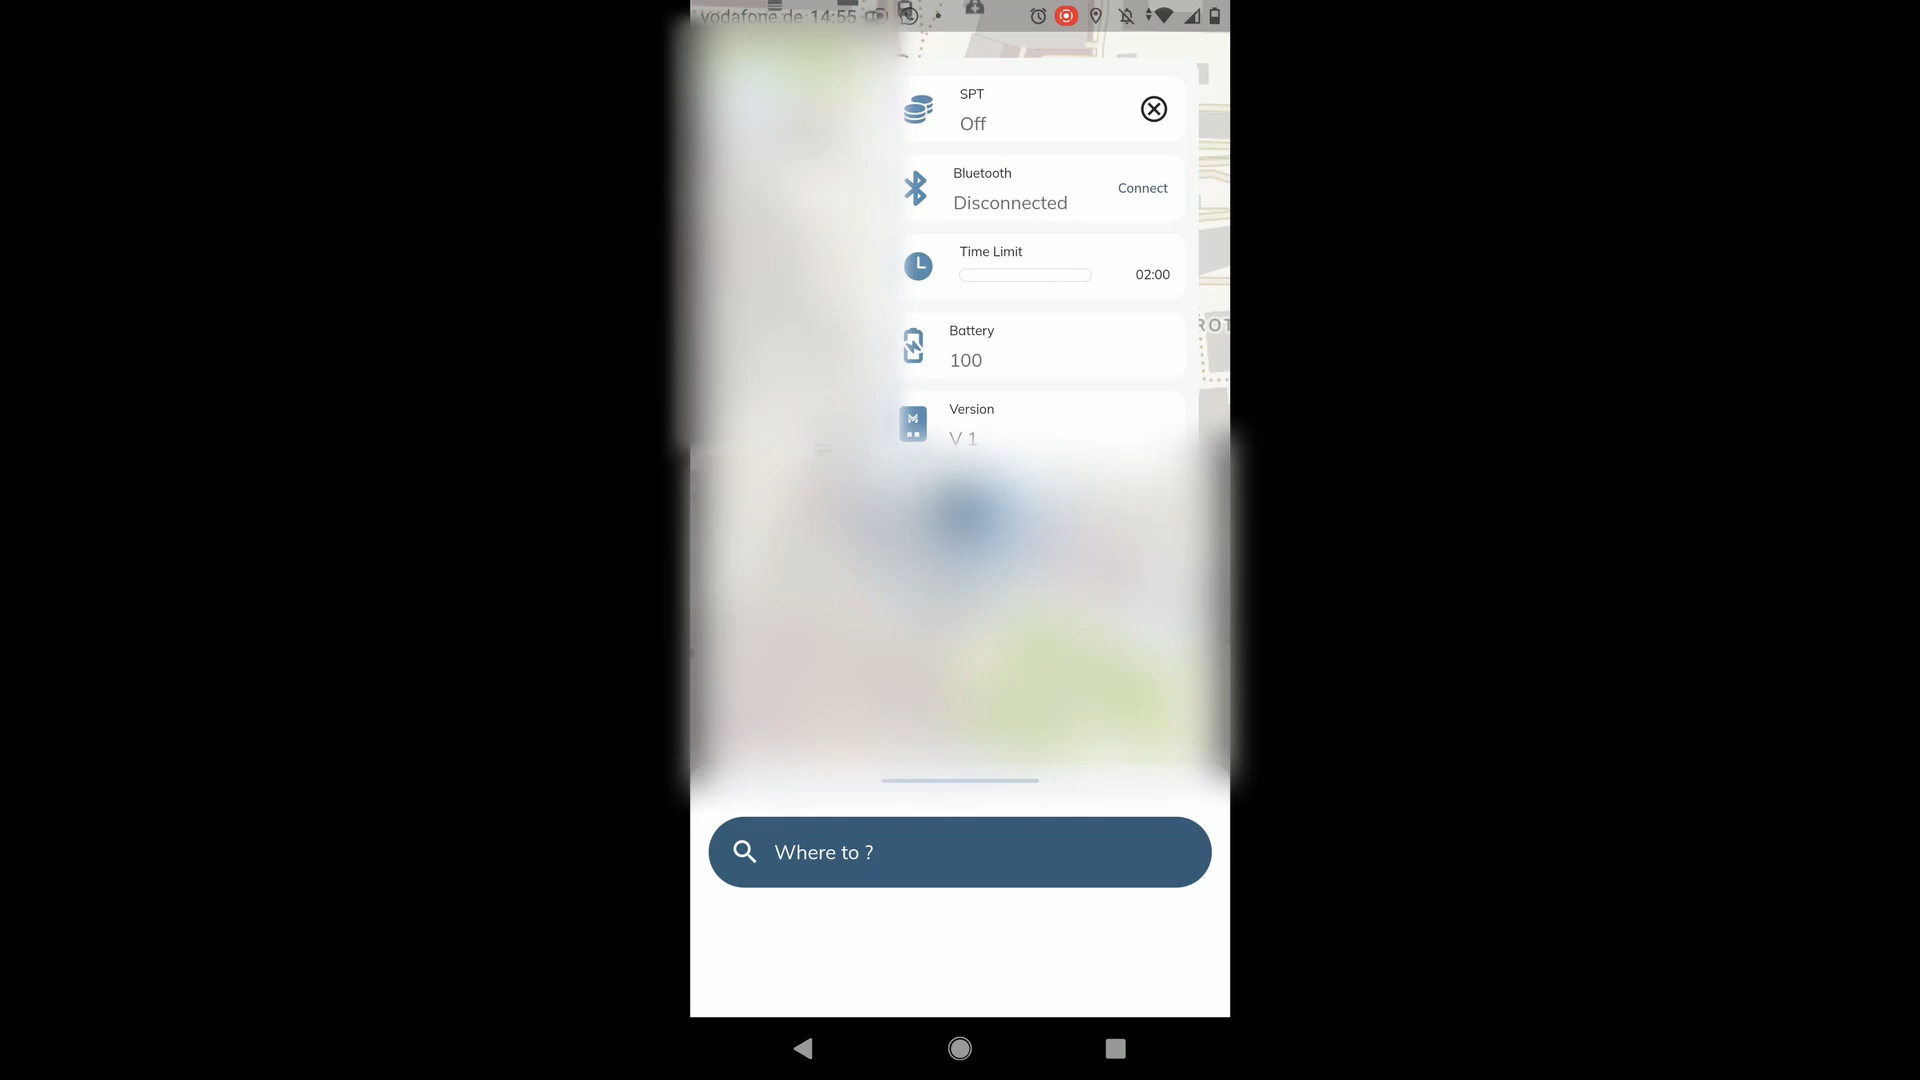 vodafone de 14:55
SPT
Off
Bluetooth
Disconnected
Connect
Time Limit
02:00
Battery
100
Version
V 1
ROT
Where to ?